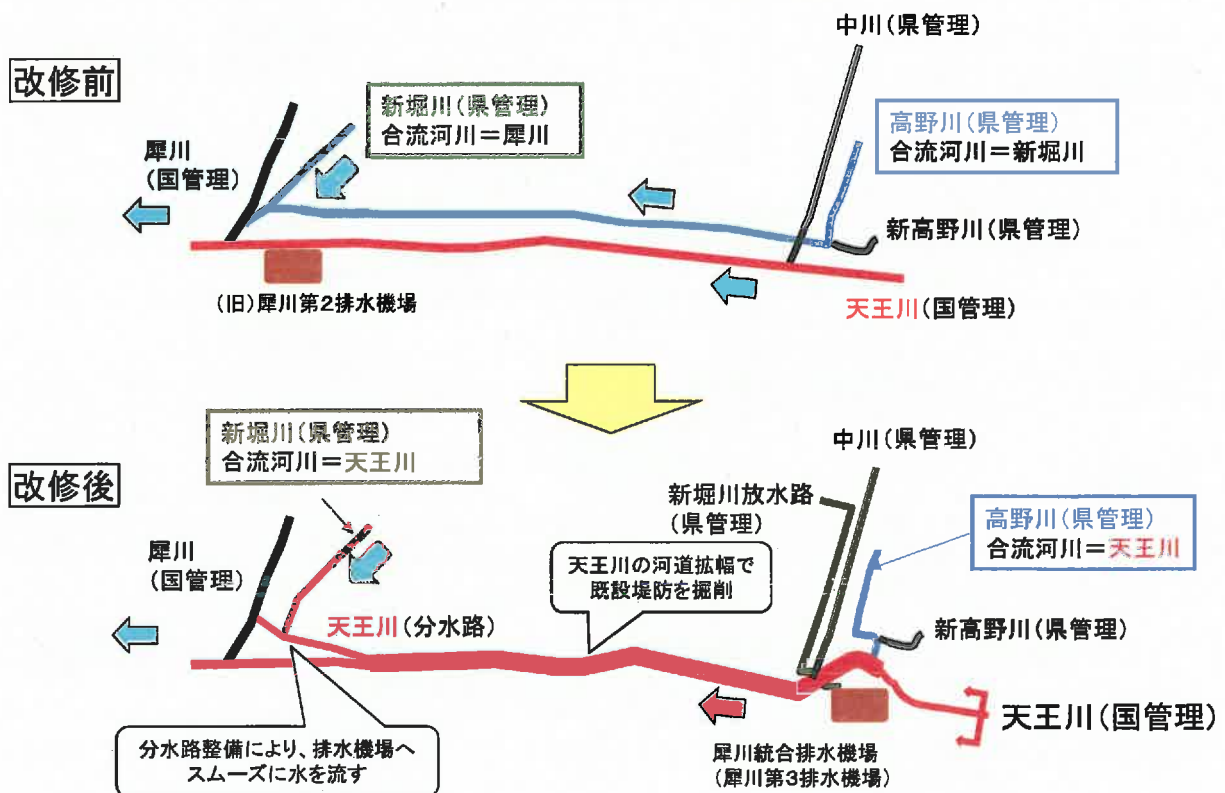 改修前
中川(県管理)
新堀川(県管理)
合流河川=犀川
高野川(県管理)
合流河川=新堀川
犀川
(国管理)
新高野川(県管理)
(旧)犀川第2排水機場
天王川(国管理)
新堀川(県管理)
合流河川=天王川
中川(県管理)
改修後
新堀川放水路
(県管理)
高野川(県管理)
合流河川=天王川
犀川
(国管理)
天王川の河道拡幅で
既設堤防を掘削
天王川(分水路)
新高野川(県管理)
天王川(国管理)
分水路整備により、排水機場へ
スムーズに水を流す
犀川統合排水機場
(犀川第3排水機場)